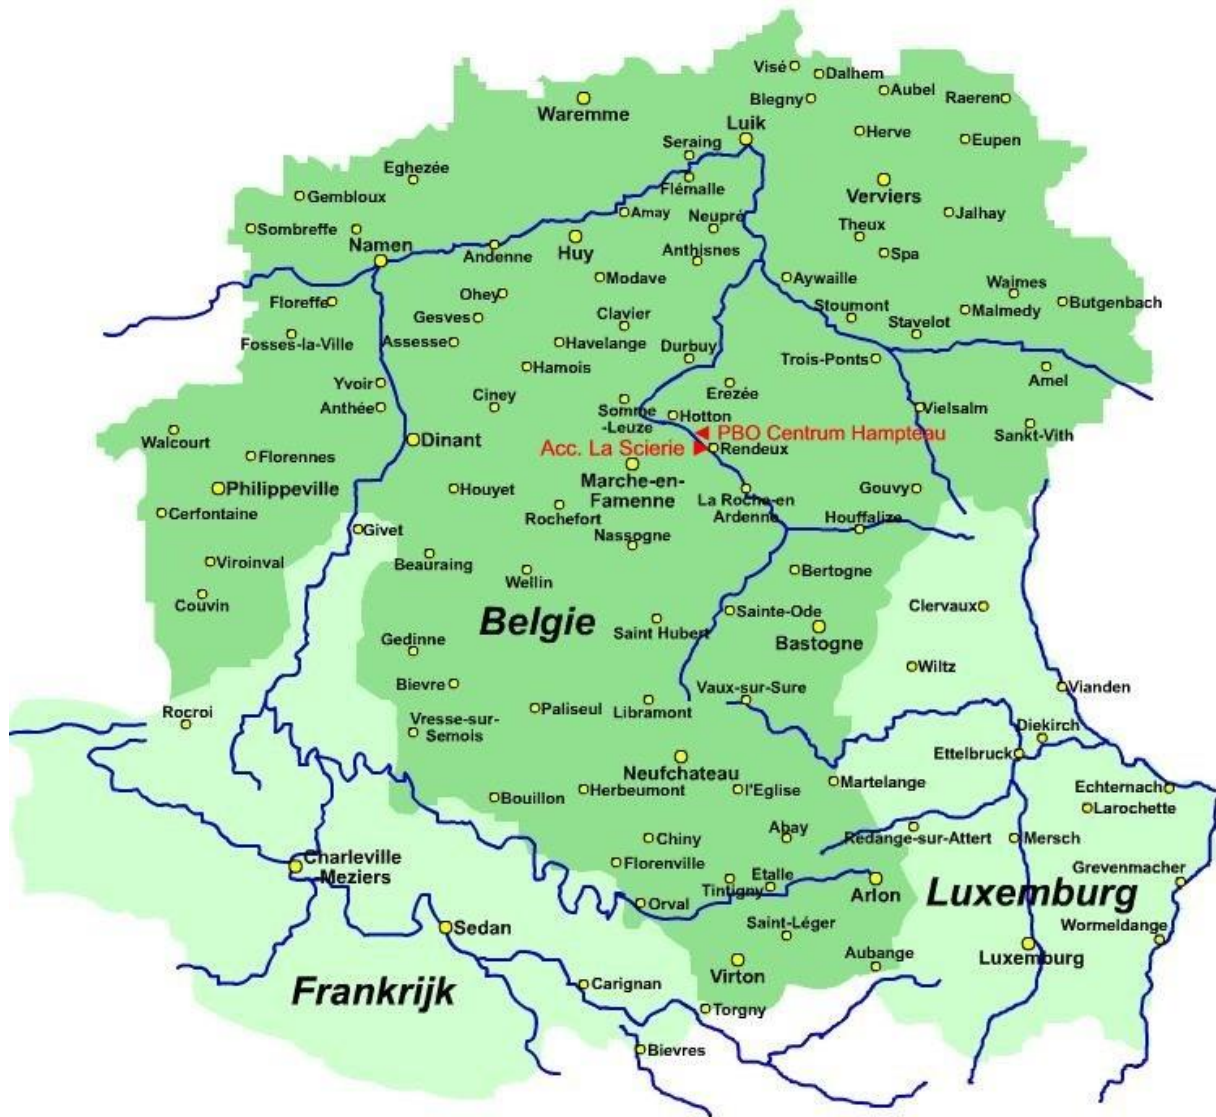 Visé
Dalhem
Aubel
Blegny
Raeren
Waremme
Luik
Herve
Eupen
Seraing
Eghezée
Flémalle
Verviers
Gembloux
Amay
Neupré
Jalhay
Theux
Sombreffe
Namen
Andenne
Huy
Anthisnes
Spa
Modave
Aywaille
Waimes
Floreffe
Ohey
Butgenbach
Stoumont
Malmedy
Gesves
Clavier
Stavelot
Fosses-la-Ville
Assesse
Havelange
Durbuy
Trois-Ponts
Hamois
Amel
Yvoir
Erezée
Ciney
Anthée
Somme
-Leuze
Hotton
Vielsalm
Walcourt
Dinant
PBO Centrum Hampteau
Sankt-Vith
Acc. La Scierie
Rendeux
Florennes
Philippeville
Houyet
Marche-en-
Famenne
La Roche-en
Ardenne
Gouvy
Cerfontaine
Rochefort
Houffalize
Givet
Nassogne
Viroinval
Beauraing
Wellin
Bertogne
Couvin
Belgie
Sainte-Ode
Clervaux
Saint Hubert
Bastogne
Gedinne
Wiltz
Bievre
Vaux-sur-Sure
Vianden
Rocroi
Paliseul
Libramont
Vresse-sur-
Semois
Diekirch
Ettelbruck
Neufchateau
Martelange
Bouillon
Herbeumont
l'Eglise
Echternach
Larochette
Chiny
Abay
Redange-sur-Attert
Mersch
Charleville
Meziers
Florenville
Tintigny
Etalle
Arlon
Grevenmacher
Luxemburg
Orval
Sedan
Saint-Léger
Wormeldange
Virton
Aubange
Luxemburg
Frankrijk
Carignan
Torgny
Bievres